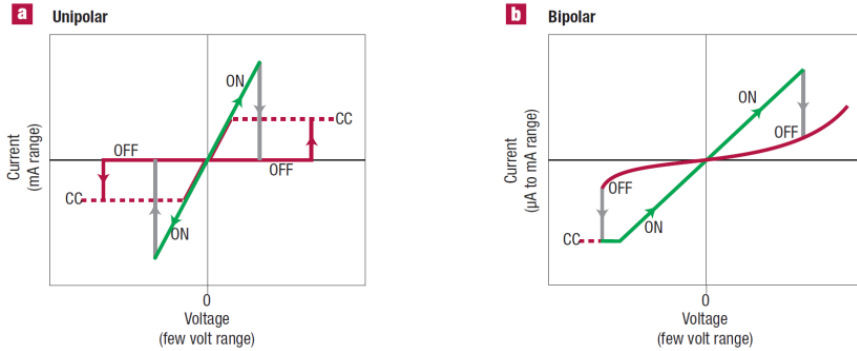 a Unipolar
Current
(mA range)
ON
CC
OFF
OFF
CC
ON
0
Voltage
(few volt range)
b Bipolar
Current
(μA to mA range)
ON
OFF
OFF
CC
ON
0
Voltage
(few volt range)